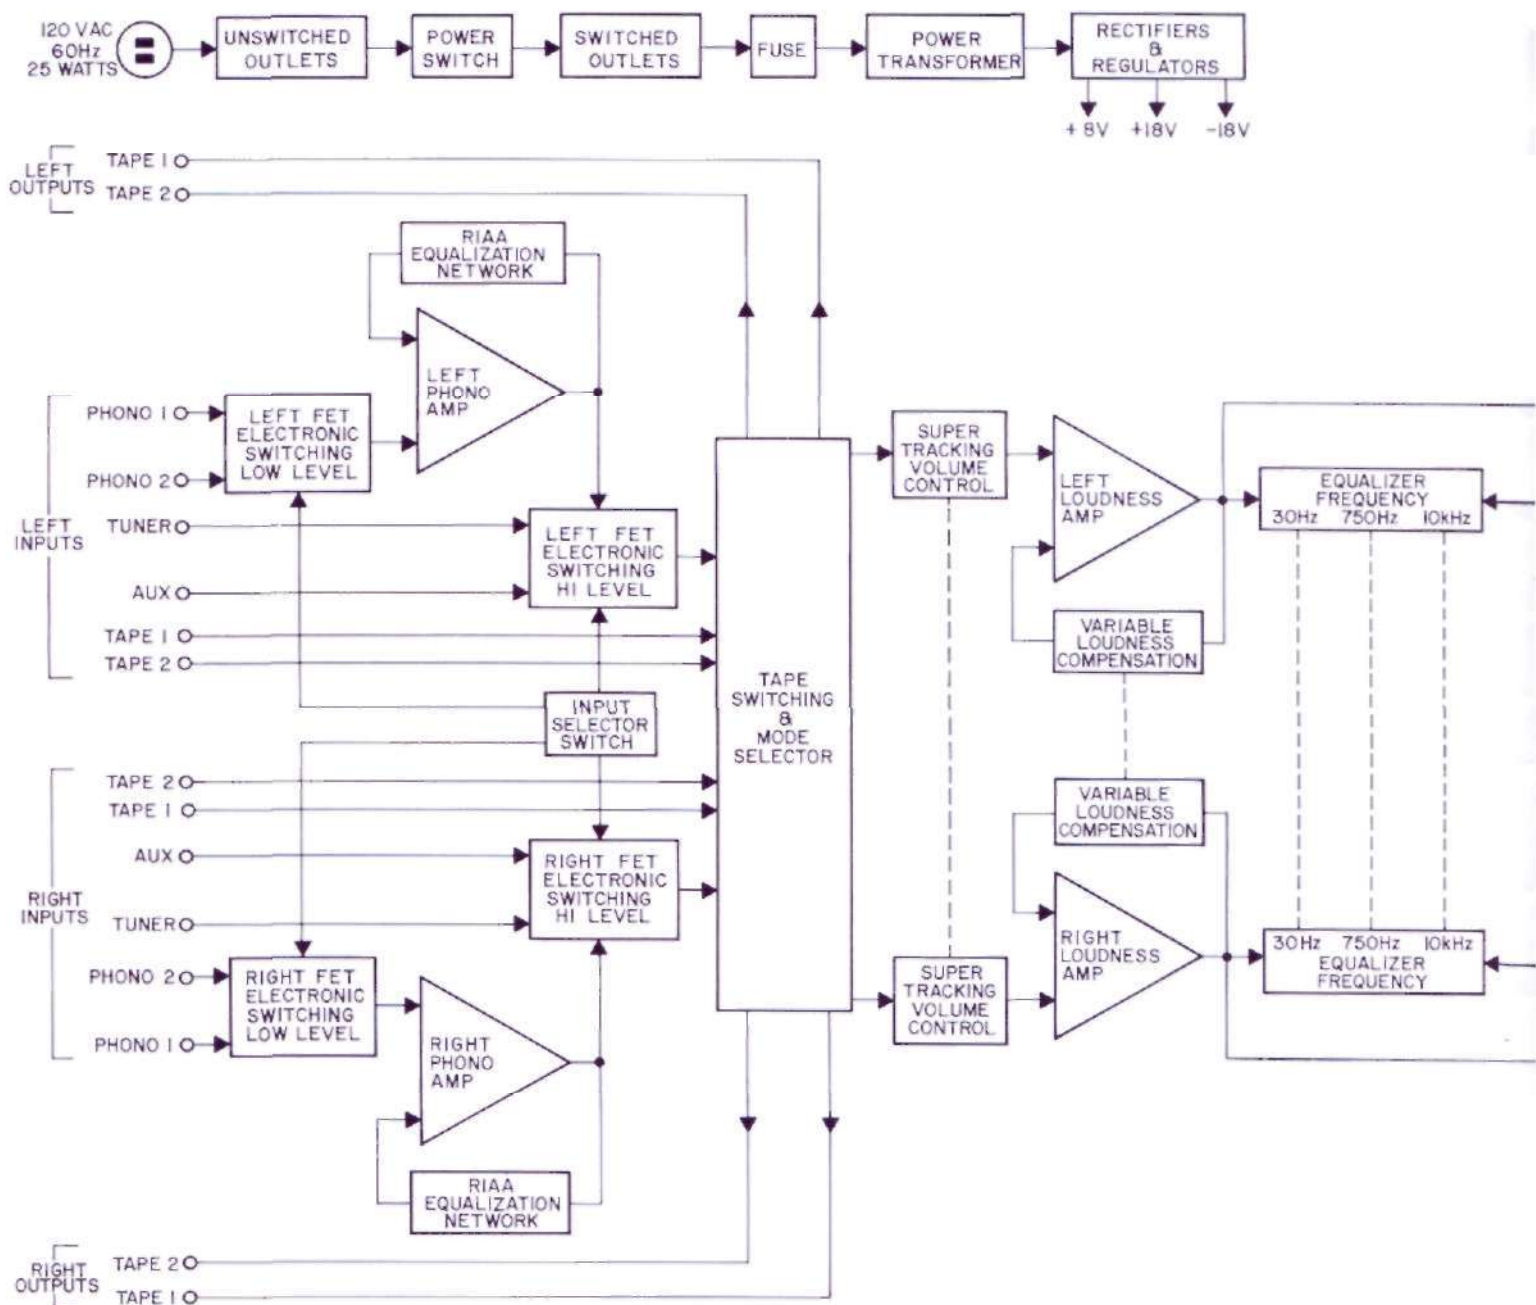 120 VAC
60Hz
25 WATTS
UNSWITCHED
OUTLETS
POWER
SWITCH
SWITCHED
OUTLETS
FUSE
POWER
TRANSFORMER
RECTIFIERS
&
REGULATORS
+8V +18V -18V
LEFT
OUTPUTS
TAPE 1
TAPE 2
RIAA
EQUALIZATION
NETWORK
LEFT
PHONO
AMP
LEFT
INPUTS
PHONO 1
PHONO 2
TUNER
AUX
TAPE 1
TAPE 2
LEFT FET
ELECTRONIC
SWITCHING
LOW LEVEL
LEFT FET
ELECTRONIC
SWITCHING
HI LEVEL
INPUT
SELECTOR
SWITCH
TAPE
SWITCHING
&
MODE
SELECTOR
SUPER
TRACKING
VOLUME
CONTROL
LEFT
LOUDNESS
AMP
EQUALIZER
FREQUENCY
30Hz 750Hz 10kHz
VARIABLE
LOUDNESS
COMPENSATION
VARIABLE
LOUDNESS
COMPENSATION
RIGHT
INPUTS
TAPE 2
TAPE 1
AUX
TUNER
PHONO 2
PHONO 1
RIGHT FET
ELECTRONIC
SWITCHING
HI LEVEL
RIGHT FET
ELECTRONIC
SWITCHING
LOW LEVEL
RIGHT
PHONO
AMP
RIAA
EQUALIZATION
NETWORK
SUPER
TRACKING
VOLUME
CONTROL
RIGHT
LOUDNESS
AMP
30Hz 750Hz 10kHz
EQUALIZER
FREQUENCY
RIGHT
OUTPUTS
TAPE 2
TAPE 1